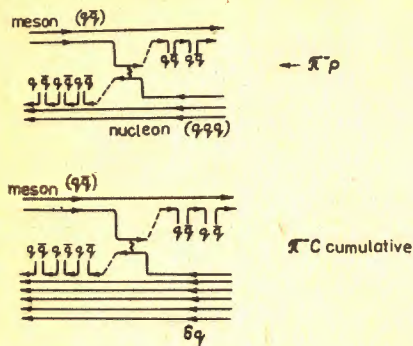 meson (qq̄)
qq̄ qq̄
← π⁻p
qq̄ qq̄ qq̄
nucleon (qqq)
meson (qq̄)
qq̄ qq̄
π⁻C cumulative
qq̄ qq̄ qq̄
6q